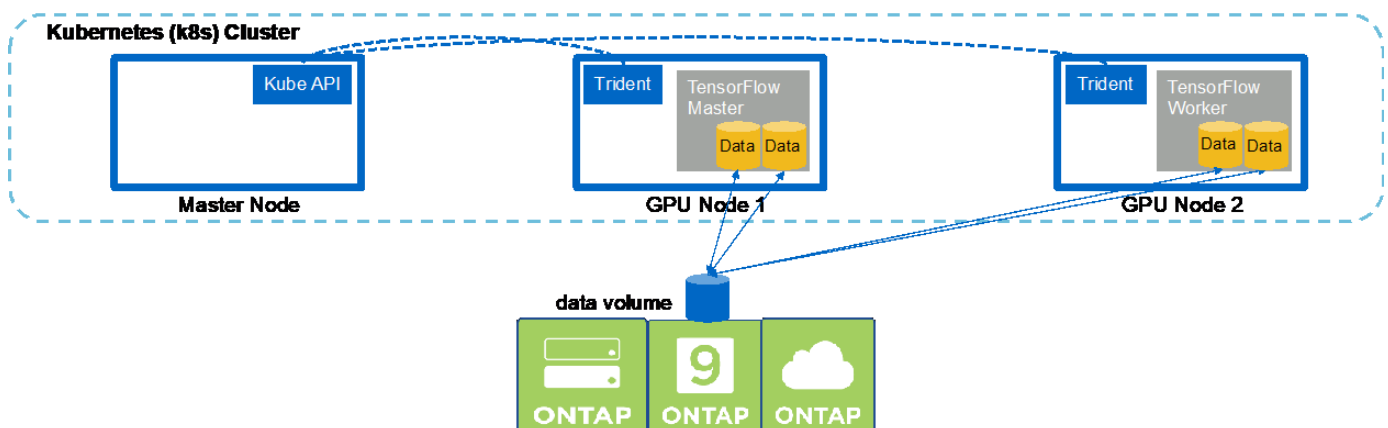 Kubernetes (k8s) Cluster
Kube API
Trident
TensorFlow
Master
Data
Data
Trident
TensorFlow
Worker
Data
Data
Master Node
GPU Node 1
GPU Node 2
data volume
9
ONTAP
ONTAP
ONTAP